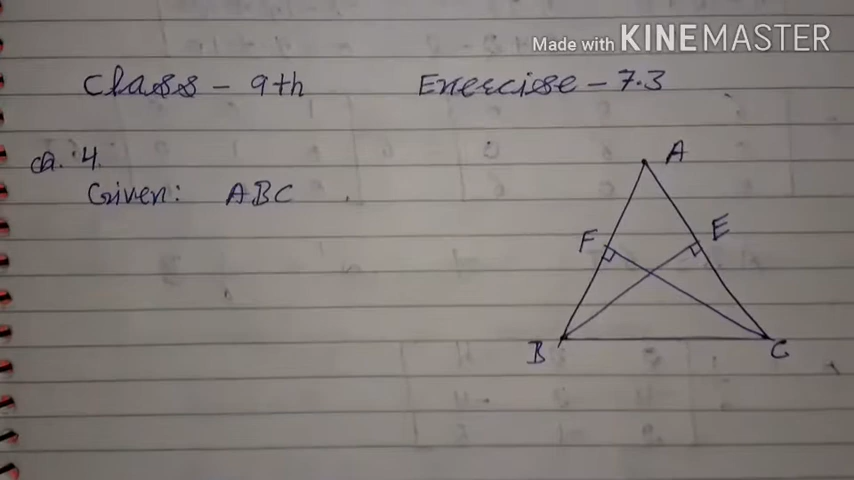 Made with KINEMASTER
Class - 9th Exercise - 7.3
Q. 4.
Given: ABC
A
F
E
B
C